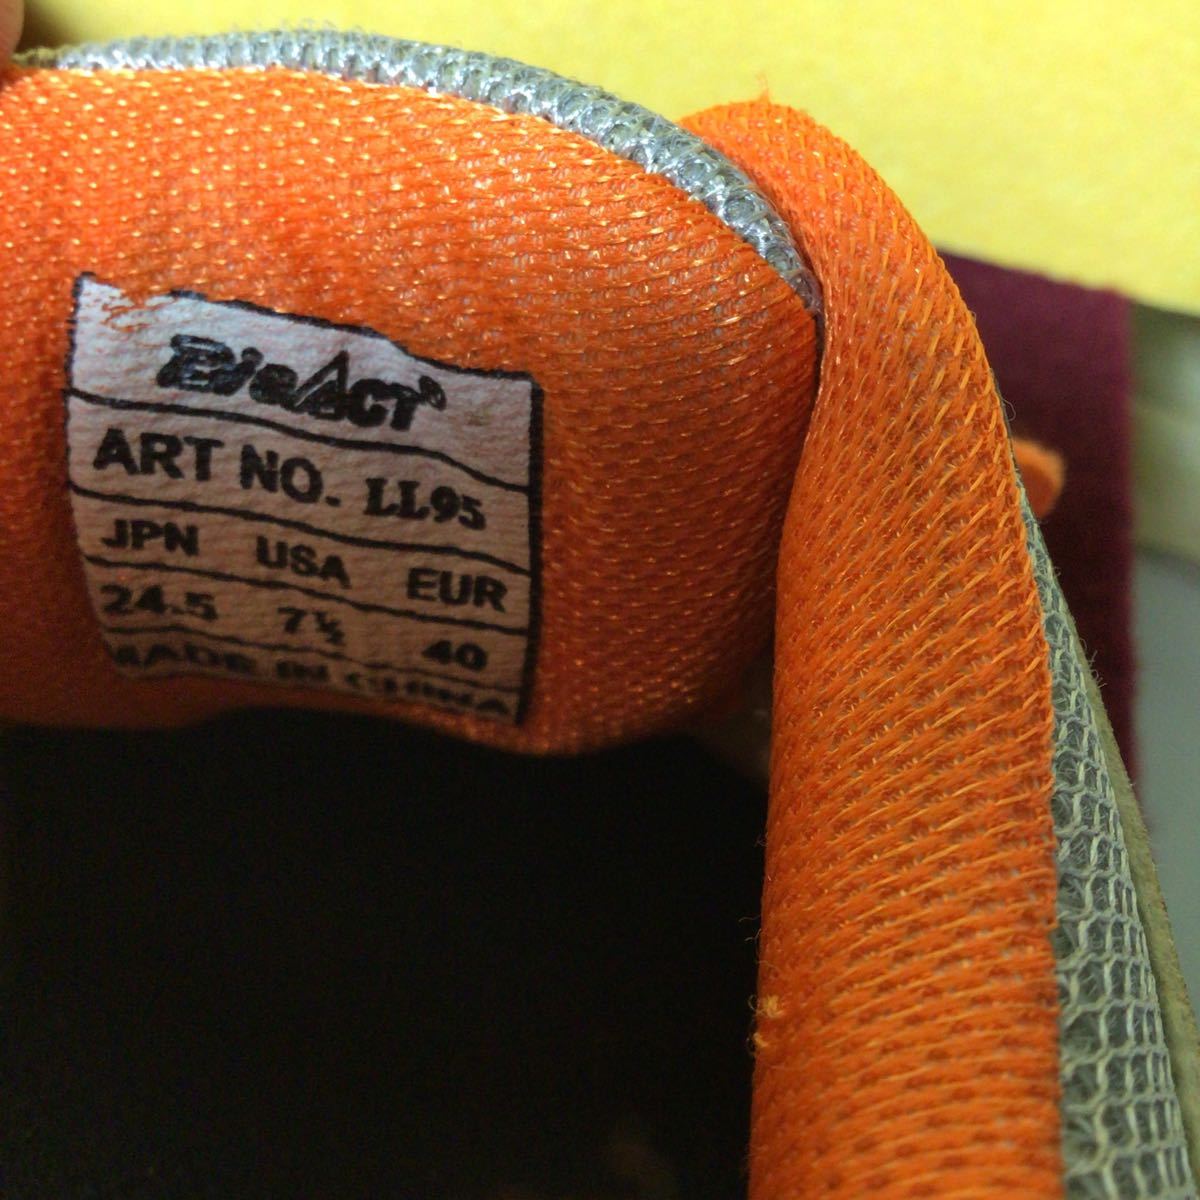 ART NO. LL95
JPN USA EUR
24.5 7½ 40
MADE IN CHINA